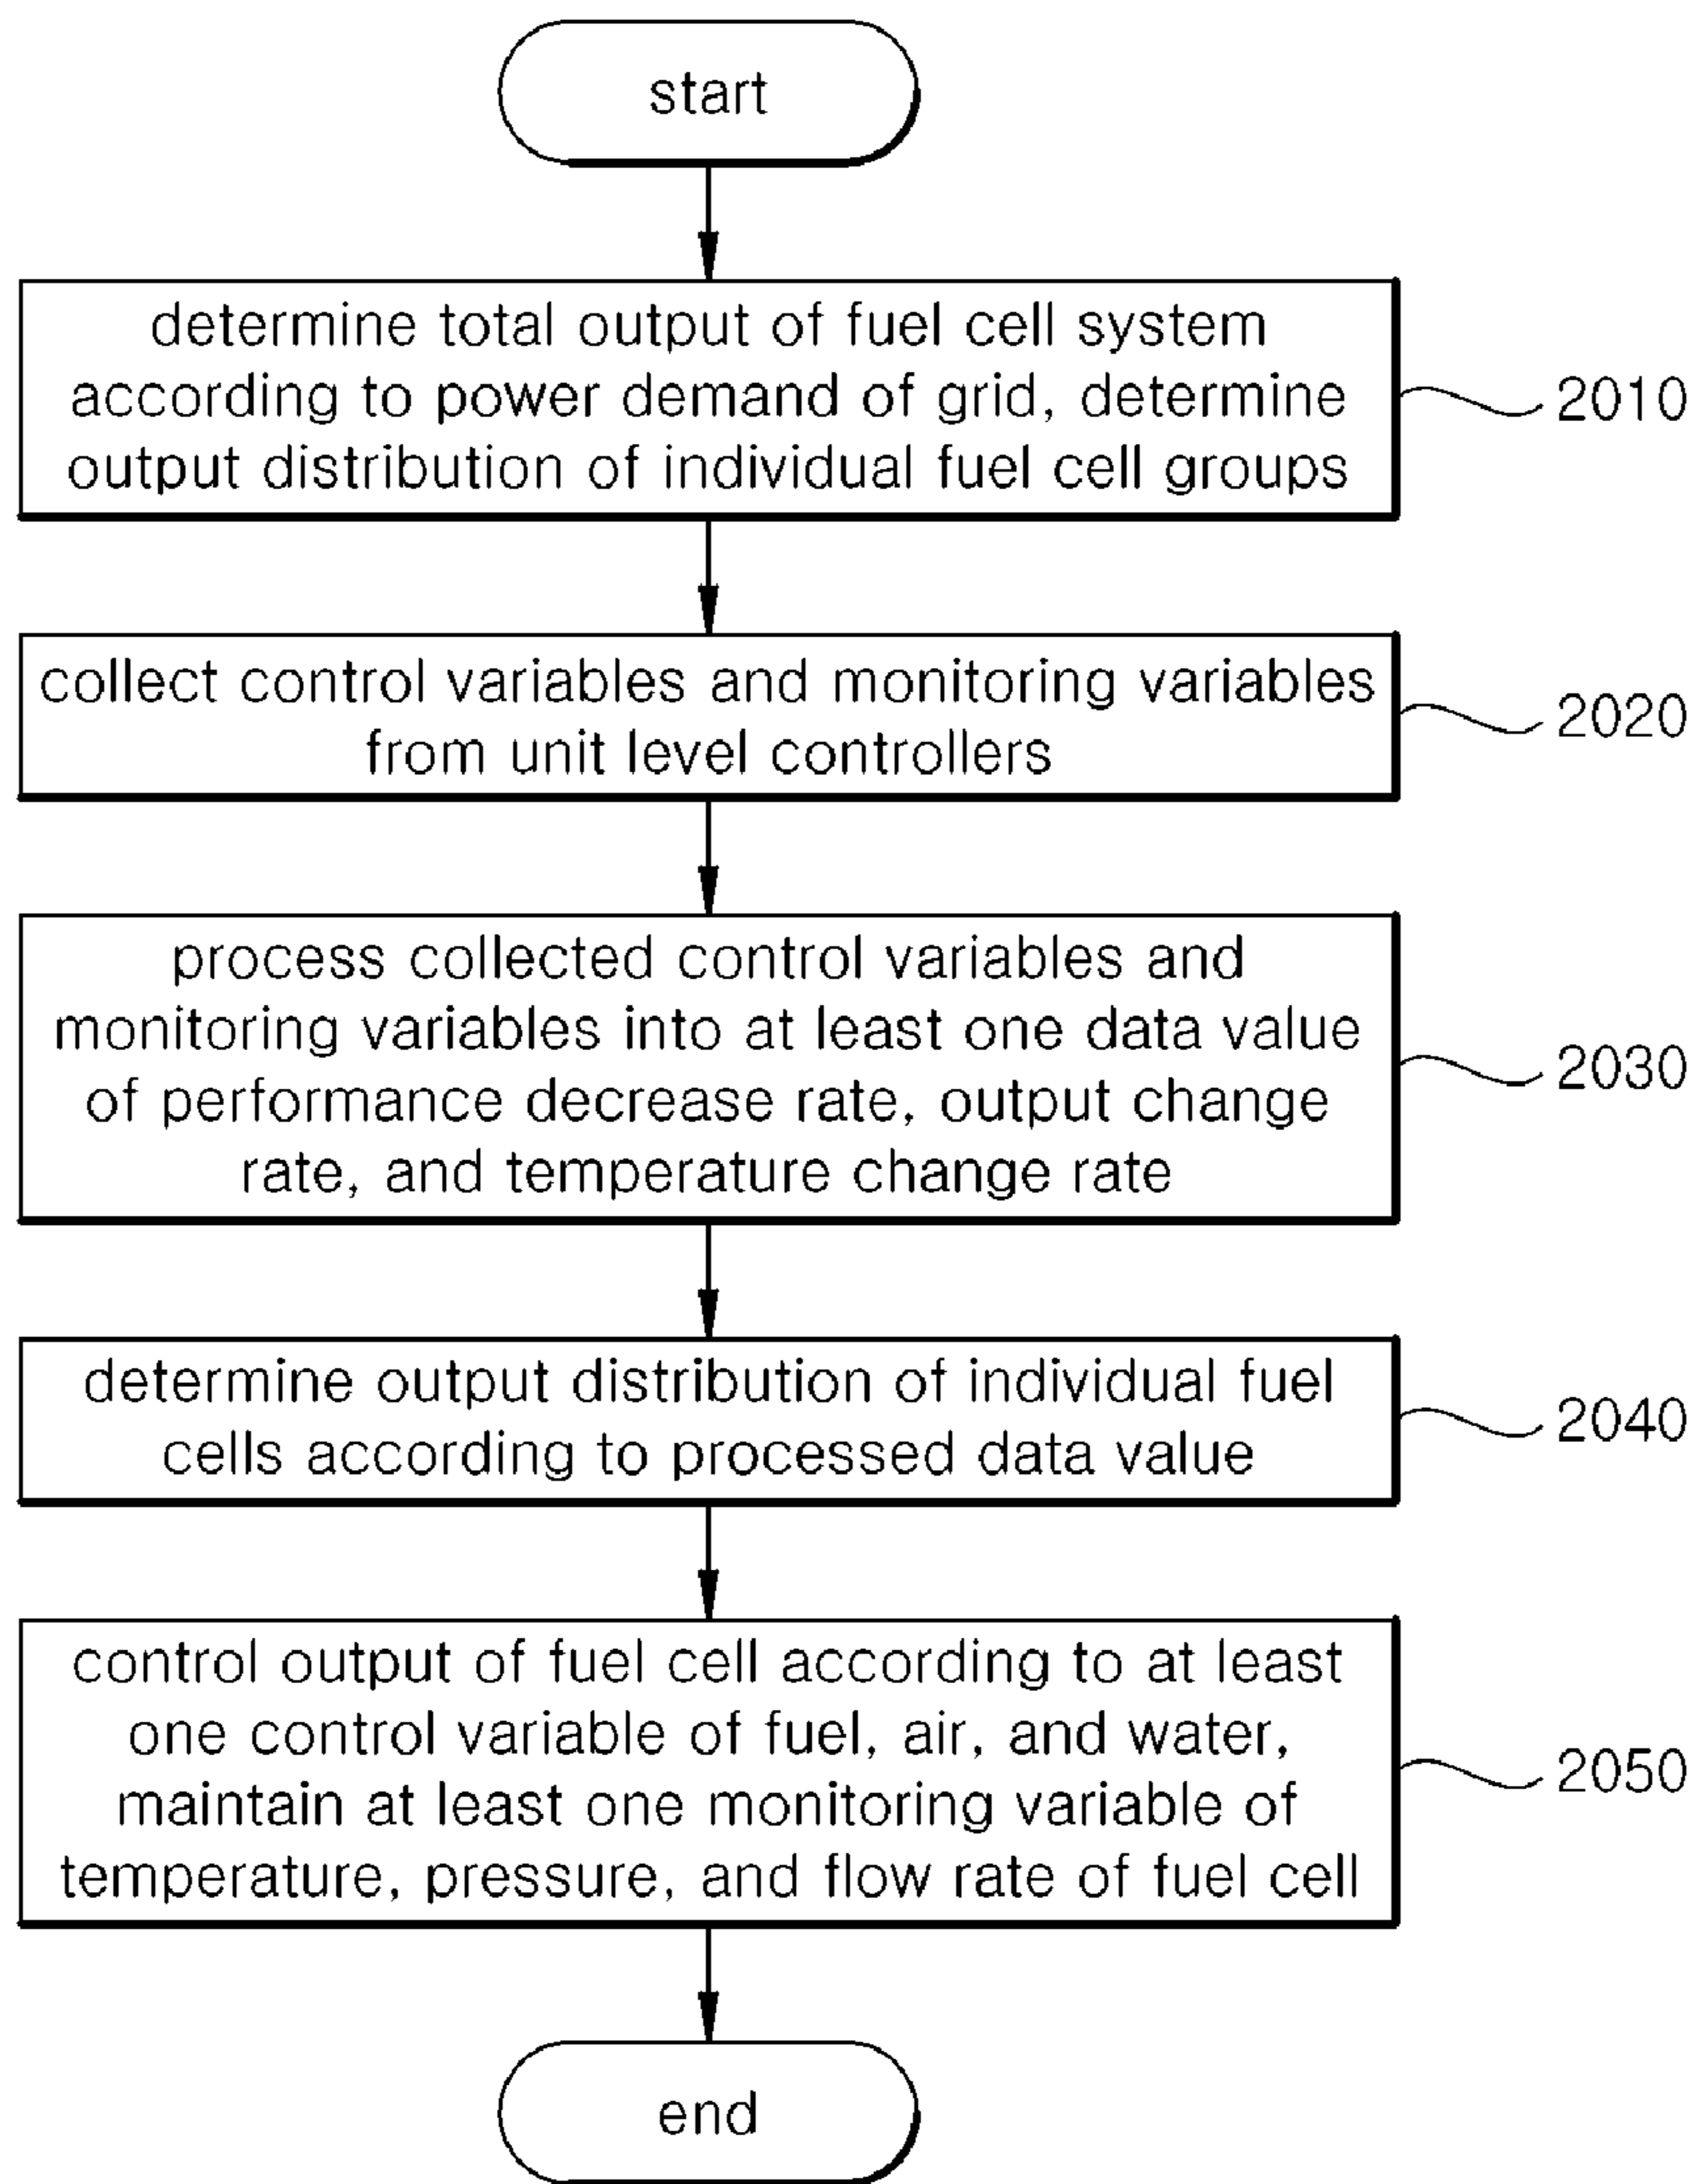 start
determine total output of fuel cell system
according to power demand of grid, determine
output distribution of individual fuel cell groups
2010
collect control variables and monitoring variables
from unit level controllers
2020
process collected control variables and
monitoring variables into at least one data value
of performance decrease rate, output change
rate, and temperature change rate
2030
determine output distribution of individual fuel
cells according to processed data value
2040
control output of fuel cell according to at least
one control variable of fuel, air, and water,
maintain at least one monitoring variable of
temperature, pressure, and flow rate of fuel cell
2050
end